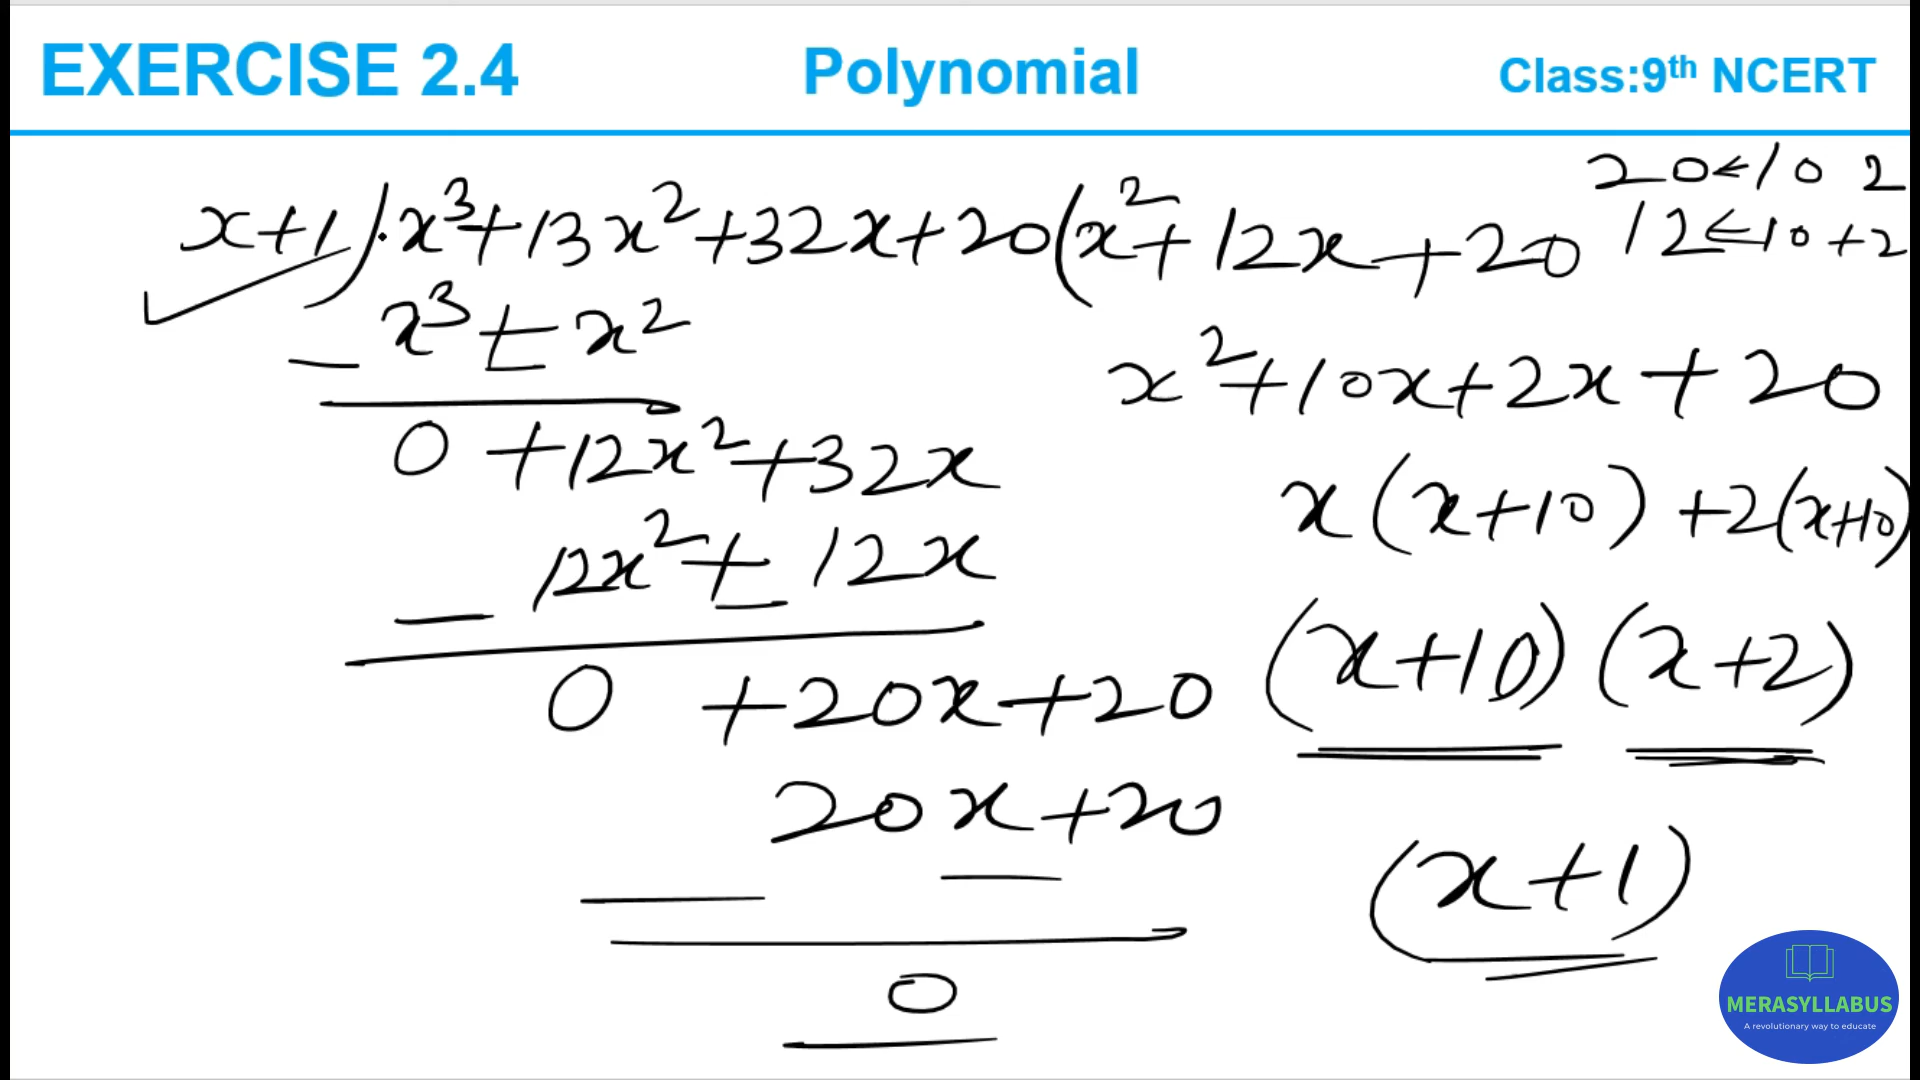 EXERCISE 2.4 Polynomial Class:9th NCERT
20 ← 10 2
12 ← 10 + 2
x+1) x³+13x²+32x+20(x²+12x+20
x³ ± x²
−
0 +12x²+32x
12x² ± 12x
−
0 +20x+20
20x+20
− −
0
x²+10x+2x+20
x(x+10)+2(x+10)
(x+10)(x+2)
(x+1)
MERASYLLABUS
A revolutionary way to educate